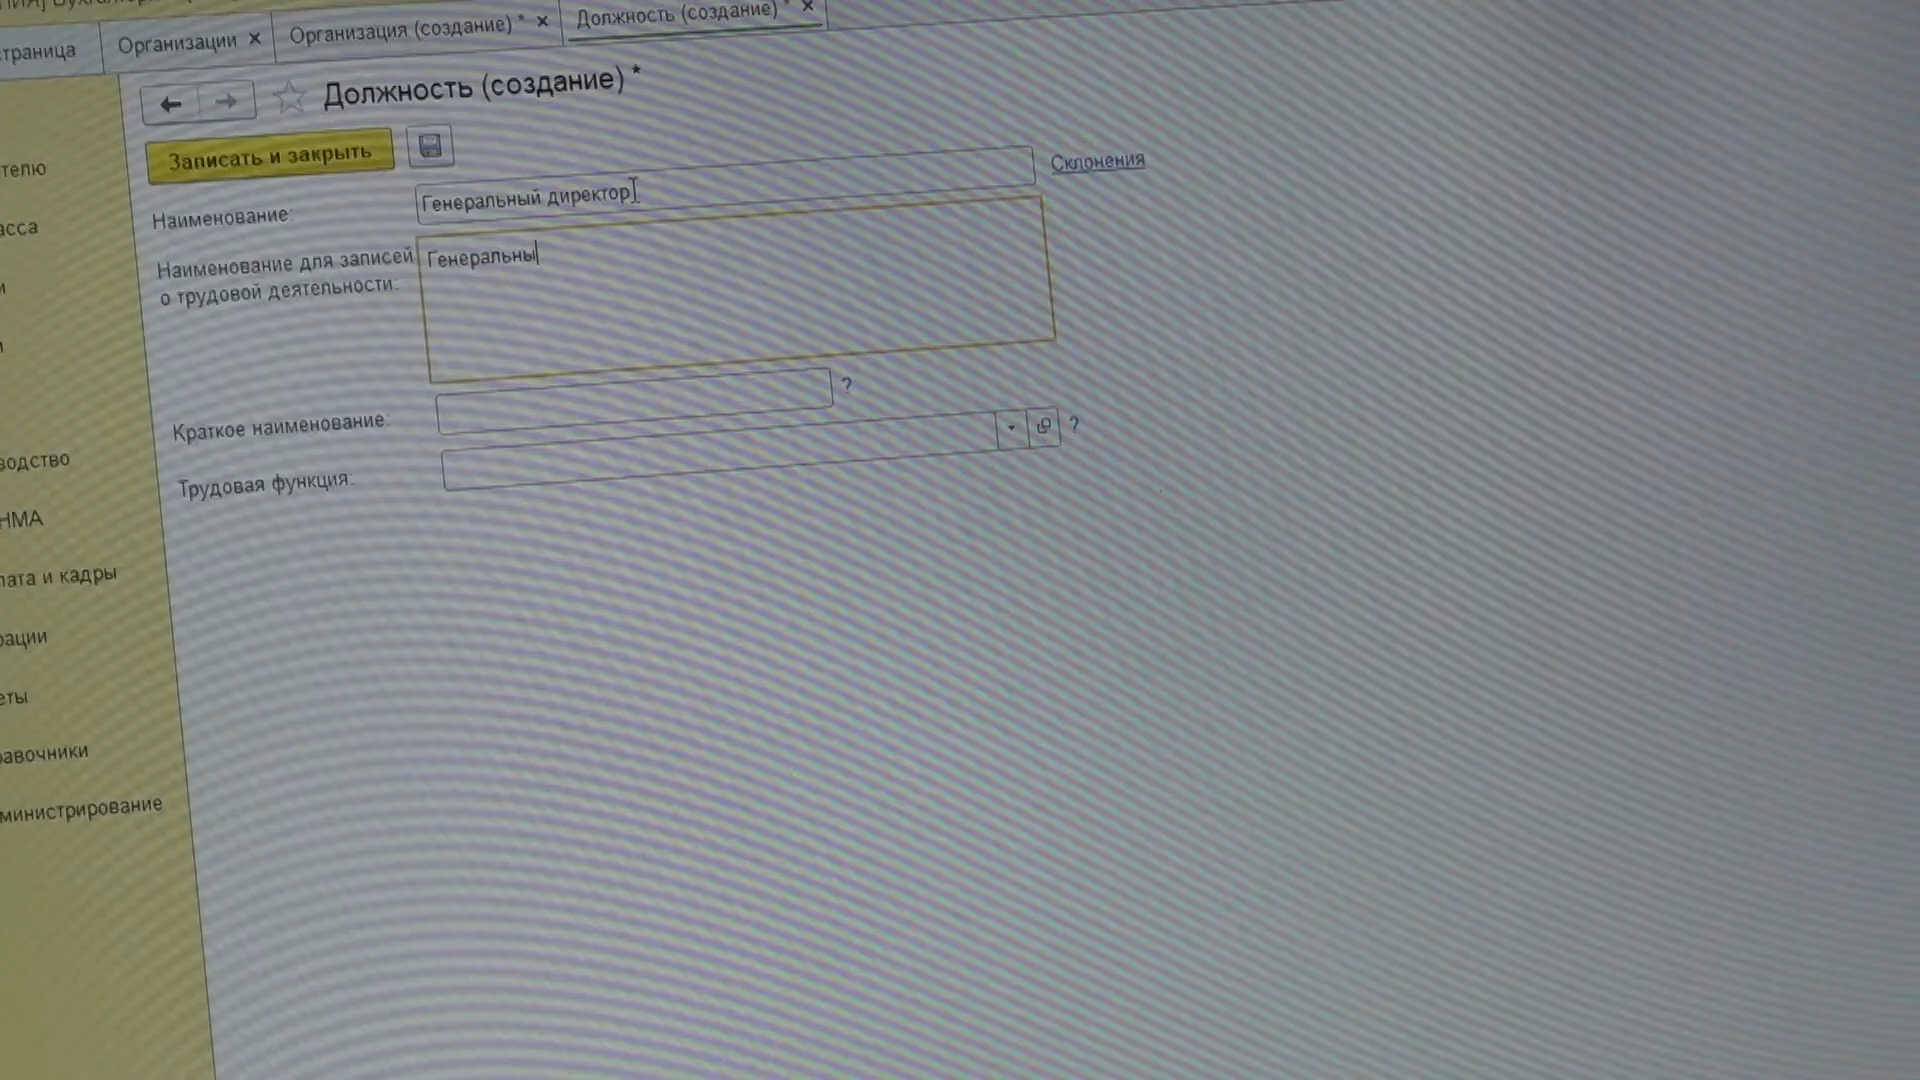 Организации ×
Организация (создание) * ×
Должность (создание) * ×
Должность (создание) *
Записать и закрыть
Наименование:
Генеральный директор
Склонения
Наименование для записей
о трудовой деятельности:
Генеральны
Краткое наименование:
?
Трудовая функция:
?
траница
телю
асса
водство
НМА
лата и кадры
рации
еты
равочники
министрирование